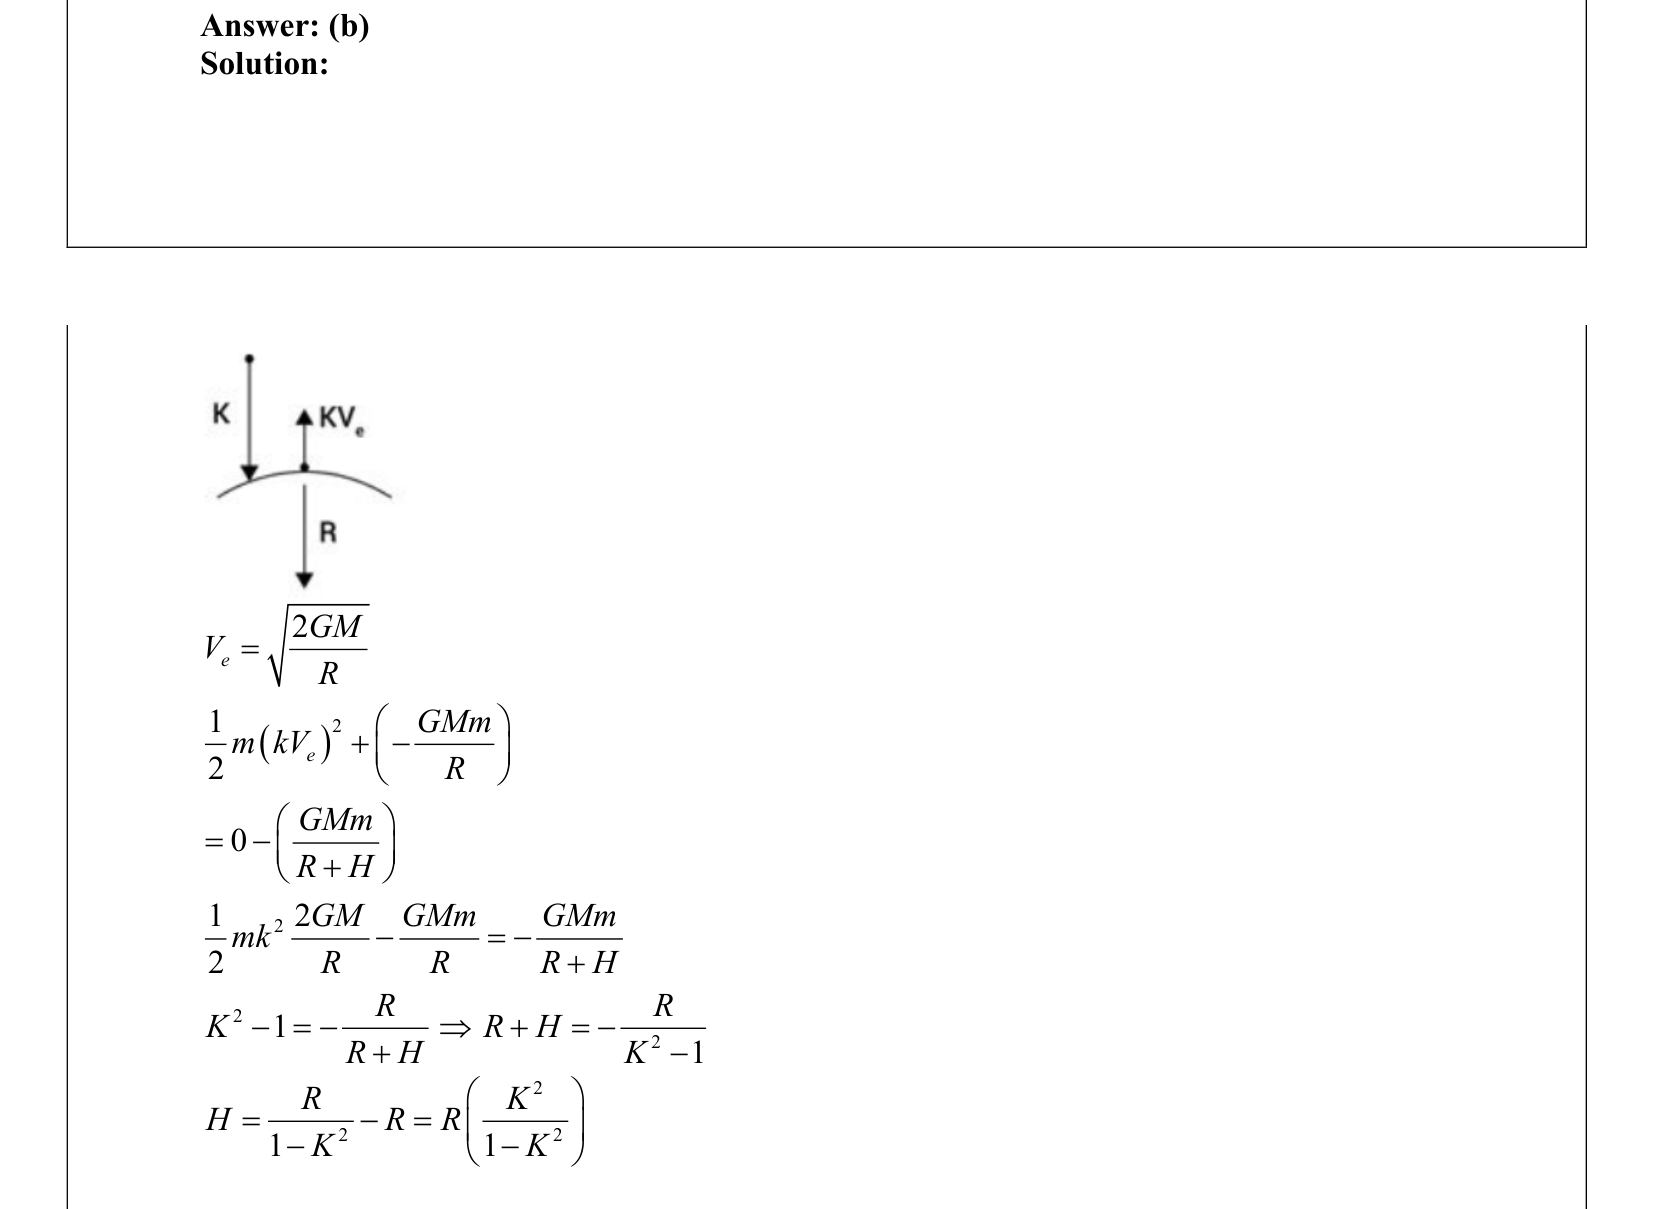 Answer: (b)
Solution:
K
KVₑ
R
Vₑ = √(2GM / R)
1/2 m(kVₑ)² + (− GMm / R)
= 0 − (GMm / (R + H))
1/2 mk² 2GM / R − GMm / R = − GMm / (R + H)
K² − 1 = − R / (R + H) ⇒ R + H = − R / (K² − 1)
H = R / (1 − K²) − R = R(K² / (1 − K²))